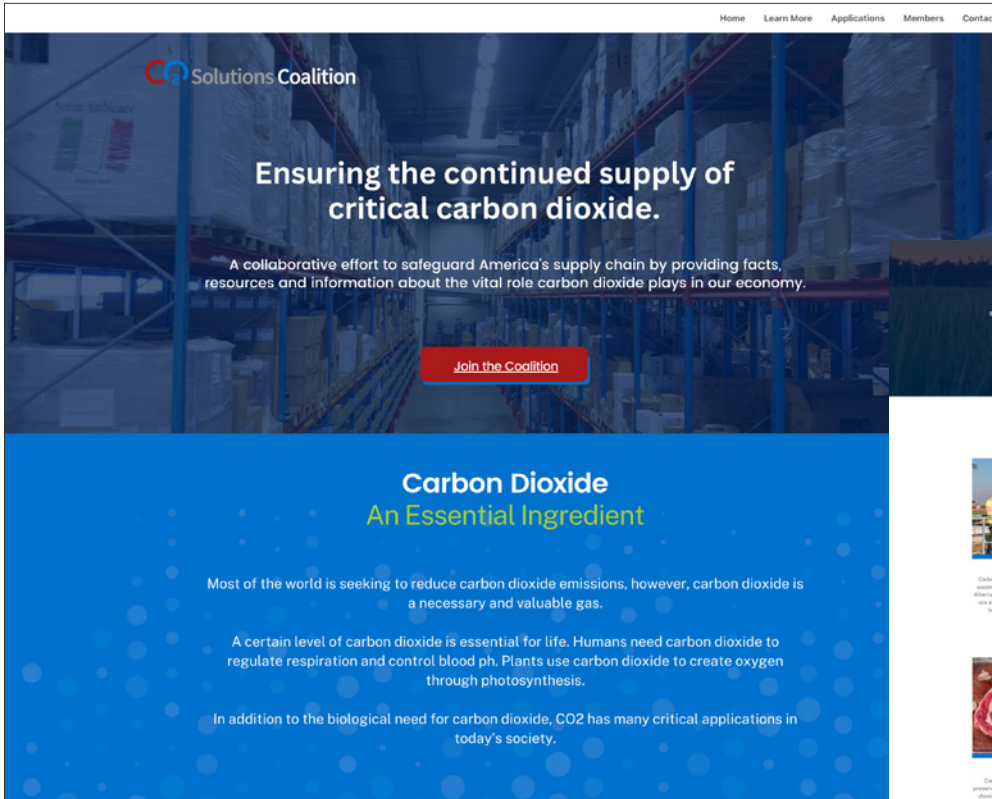 Home Learn More Applications Members Contac
CO2 Solutions Coalition
Ensuring the continued supply of
critical carbon dioxide.
A collaborative effort to safeguard America's supply chain by providing facts,
resources and information about the vital role carbon dioxide plays in our economy.
Join the Coalition
Carbon Dioxide
An Essential Ingredient
Most of the world is seeking to reduce carbon dioxide emissions, however, carbon dioxide is
a necessary and valuable gas.
A certain level of carbon dioxide is essential for life. Humans need carbon dioxide to
regulate respiration and control blood ph. Plants use carbon dioxide to create oxygen
through photosynthesis.
In addition to the biological need for carbon dioxide, CO2 has many critical applications in
today's society.